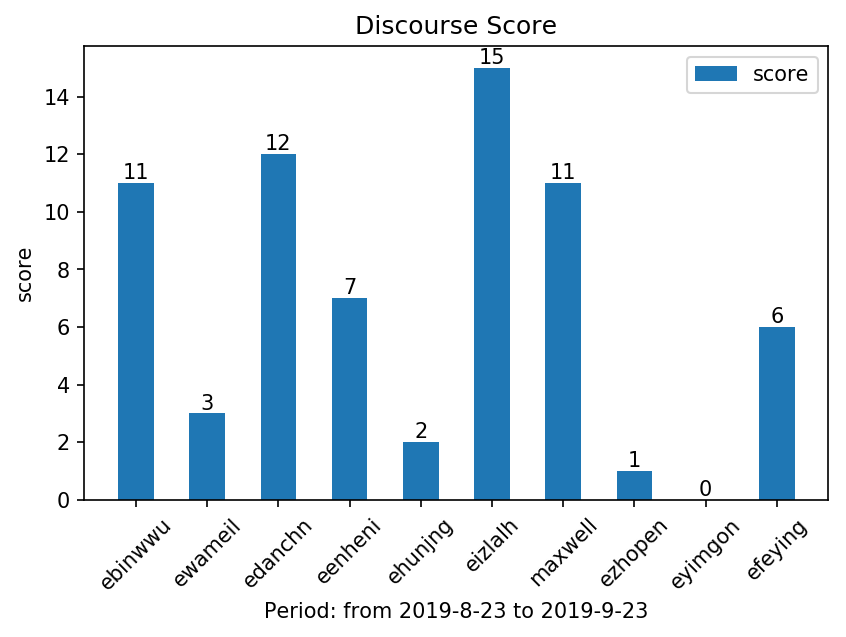 Discourse Score
score
15
14
12
12
11
11
10
8
7
6
6
4
3
2
2
1
0
0
score
ebinwwu
ewameil
edanchn
eenheni
ehunjng
eizlalh
maxwell
ezhopen
eyimgon
efeying
Period: from 2019-8-23 to 2019-9-23